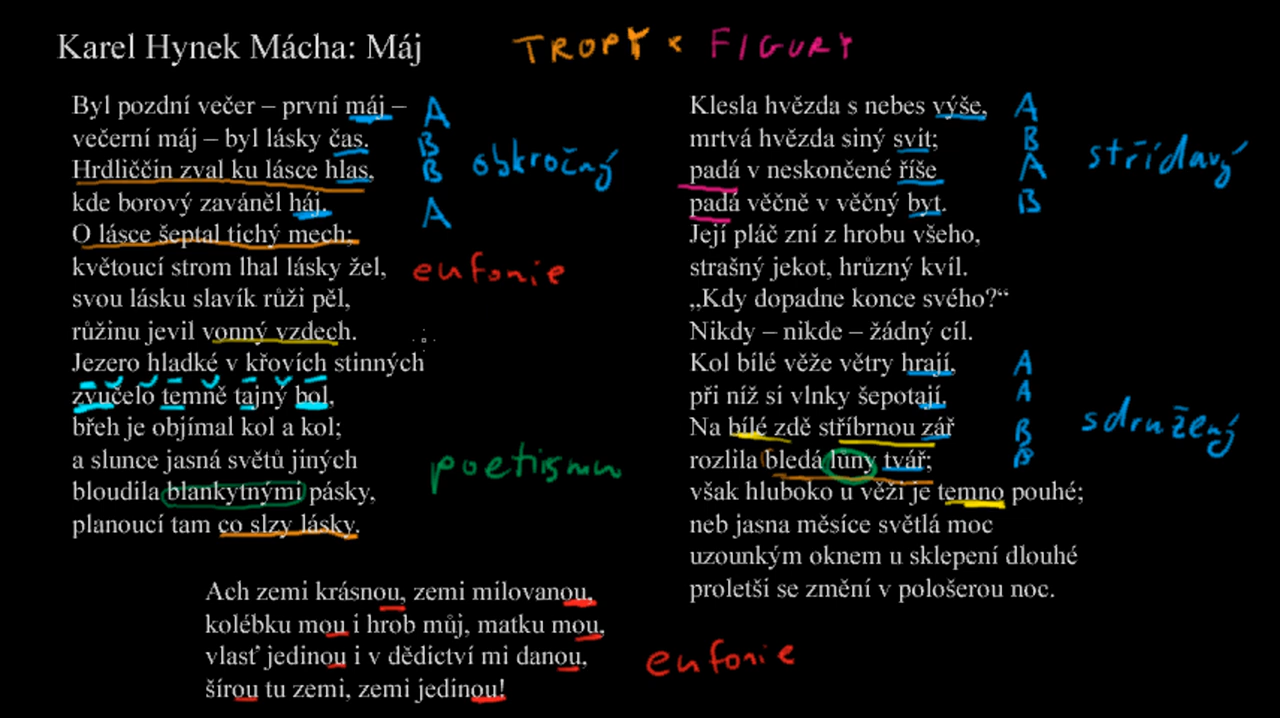 Karel Hynek Mácha: Máj
TROPY × FIGURY
Byl pozdní večer – první máj – A
večerní máj – byl lásky čas. B
Hrdliččin zval ku lásce hlas, B obkročný
kde borový zaváněl háj. A
O lásce šeptal tichý mech;
květoucí strom lhal lásky žel, eufonie
svou lásku slavík růži pěl,
růžinu jevil vonný vzdech.
Jezero hladké v křovích stinných
zvučelo temně tajný bol,
břeh je objímal kol a kol;
a slunce jasná světů jiných poetismu
bloudila blankytnými pásky,
planoucí tam co slzy lásky.
Klesla hvězda s nebes výše, A
mrtvá hvězda siný svit; B střídavý
padá v neskončené říše A
padá věčně v věčný byt. B
Její pláč zní z hrobu všeho,
strašný jekot, hrůzný kvíl.
„Kdy dopadne konce svého?“
Nikdy – nikde – žádný cíl.
Kol bílé věže větry hrají, A
při níž si vlnky šepotají. A
Na bílé zdě stříbrnou zář B sdružený
rozlila bledá lůny tvář; B
však hluboko u věži je temno pouhé;
neb jasna měsíce světlá moc
uzounkým oknem u sklepení dlouhé
proletši se změní v pološerou noc.
Ach zemi krásnou, zemi milovanou,
kolébku mou i hrob můj, matku mou,
vlasť jedinou i v dědictví mi danou, eufonie
šírou tu zemi, zemi jedinou!